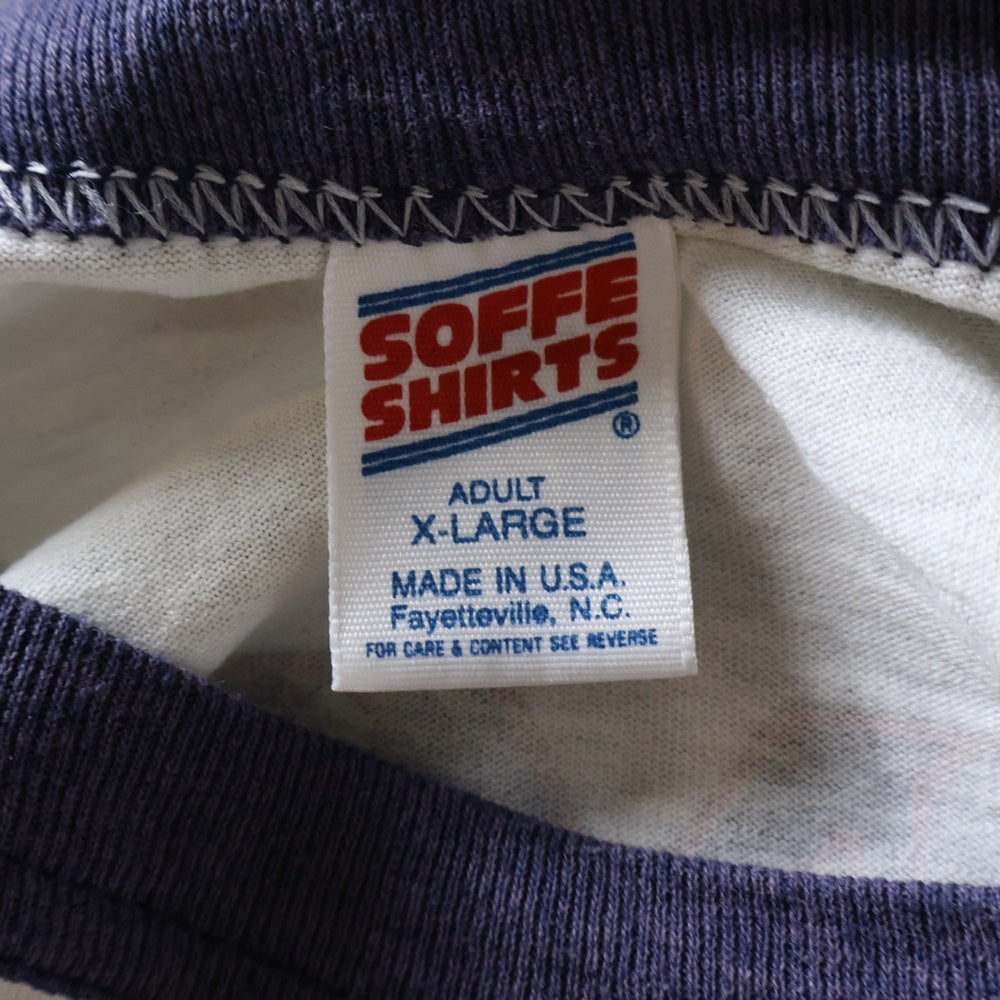 SOFFE
SHIRTS
®
ADULT
X-LARGE
MADE IN U.S.A.
Fayetteville, N.C.
FOR CARE & CONTENT SEE REVERSE